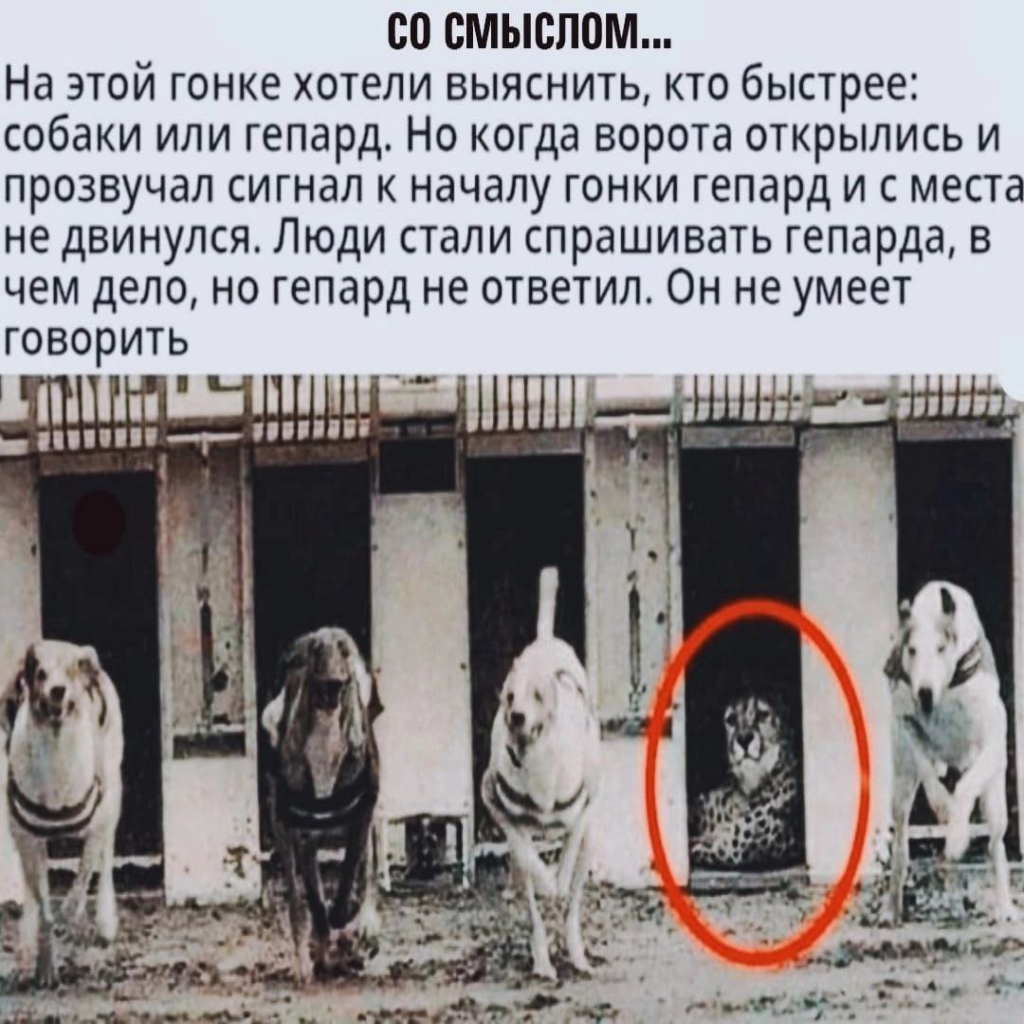 СО СМЫСЛОМ...
На этой гонке хотели выяснить, кто быстрее:
собаки или гепард. Но когда ворота открылись и
прозвучал сигнал к началу гонки гепард и с места
не двинулся. Люди стали спрашивать гепарда, в
чем дело, но гепард не ответил. Он не умеет
говорить